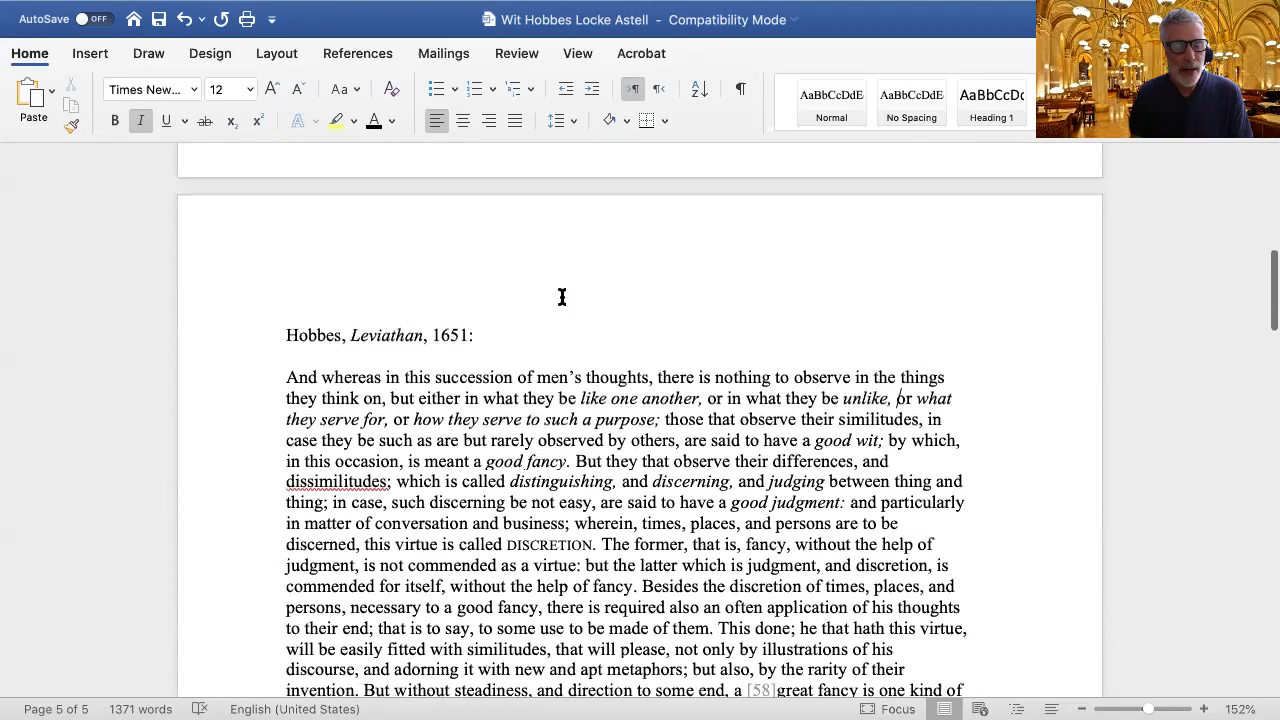 AutoSave OFF Wit Hobbes Locke Astell - Compatibility Mode
Home Insert Draw Design Layout References Mailings Review View Acrobat
Paste Times New... 12 Aa AaBbCcDdE AaBbCcDdE AaBbCcDc
B I U ab x₂ x² A A Normal No Spacing Heading 1
Hobbes, Leviathan, 1651:
And whereas in this succession of men’s thoughts, there is nothing to observe in the things
they think on, but either in what they be like one another, or in what they be unlike, or what
they serve for, or how they serve to such a purpose; those that observe their similitudes, in
case they be such as are but rarely observed by others, are said to have a good wit; by which,
in this occasion, is meant a good fancy. But they that observe their differences, and
dissimilitudes; which is called distinguishing, and discerning, and judging between thing and
thing; in case, such discerning be not easy, are said to have a good judgment: and particularly
in matter of conversation and business; wherein, times, places, and persons are to be
discerned, this virtue is called DISCRETION. The former, that is, fancy, without the help of
judgment, is not commended as a virtue: but the latter which is judgment, and discretion, is
commended for itself, without the help of fancy. Besides the discretion of times, places, and
persons, necessary to a good fancy, there is required also an often application of his thoughts
to their end; that is to say, to some use to be made of them. This done; he that hath this virtue,
will be easily fitted with similitudes, that will please, not only by illustrations of his
discourse, and adorning it with new and apt metaphors; but also, by the rarity of their
invention. But without steadiness, and direction to some end, a [58]great fancy is one kind of
Page 5 of 5 1371 words English (United States) Focus 152%